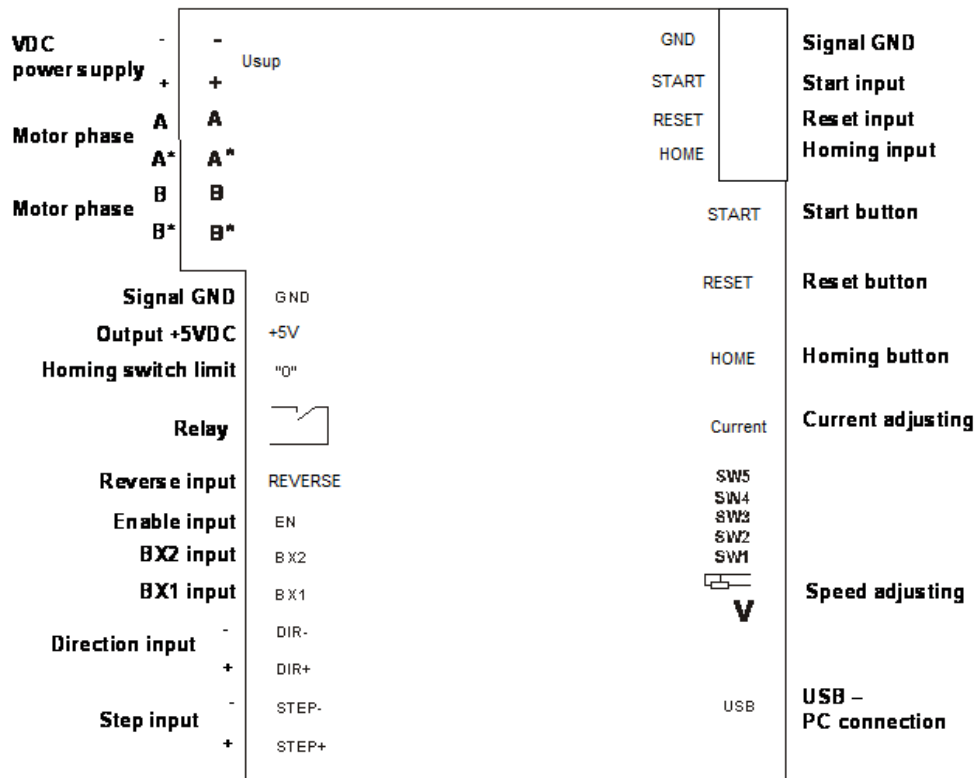 VDC
power supply
-
+
-
+
Usup
Motor phase
A
A*
A
A*
Motor phase
B
B*
B
B*
Signal GND
GND
Output +5VDC
+5V
Homing switch limit
"0"
Relay
Reverse input
REVERSE
Enable input
EN
BX2 input
BX2
BX1 input
BX1
Direction input
-
+
DIR-
DIR+
Step input
-
+
STEP-
STEP+
GND
Signal GND
START
Start input
RESET
Reset input
HOME
Homing input
START
Start button
RESET
Reset button
HOME
Homing button
Current
Current adjusting
SW5
SW4
SW3
SW2
SW1
V
Speed adjusting
USB
USB –
PC connection